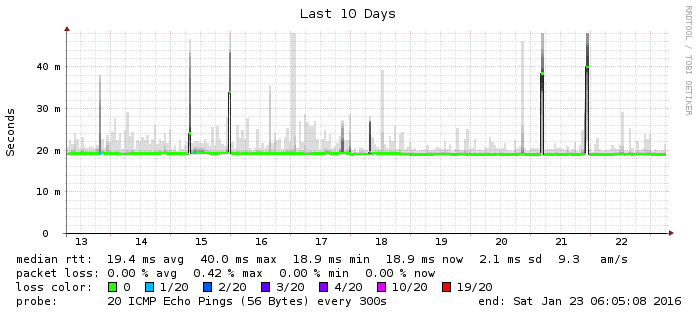 Last 10 Days
RRDTOOL / TOBI OETIKER
Seconds
40 m
30 m
20 m
10 m
0
13 14 15 16 17 18 19 20 21 22
median rtt: 19.4 ms avg 40.0 ms max 18.9 ms min 18.9 ms now 2.1 ms sd 9.3 am/s
packet loss: 0.00 % avg 0.42 % max 0.00 % min 0.00 % now
loss color: 0 1/20 2/20 3/20 4/20 10/20 19/20
probe: 20 ICMP Echo Pings (56 Bytes) every 300s end: Sat Jan 23 06:05:08 2016